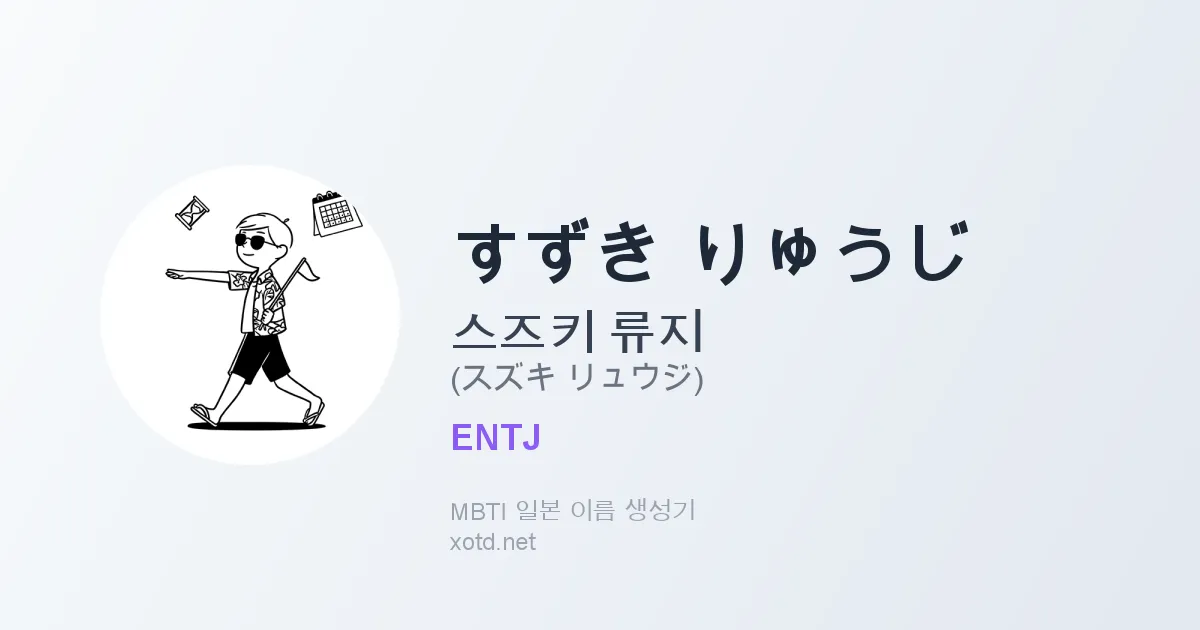 すずき りゅうじ
스즈키 류지
(スズキ リュウジ)
ENTJ
MBTI 일본 이름 생성기
xotd.net